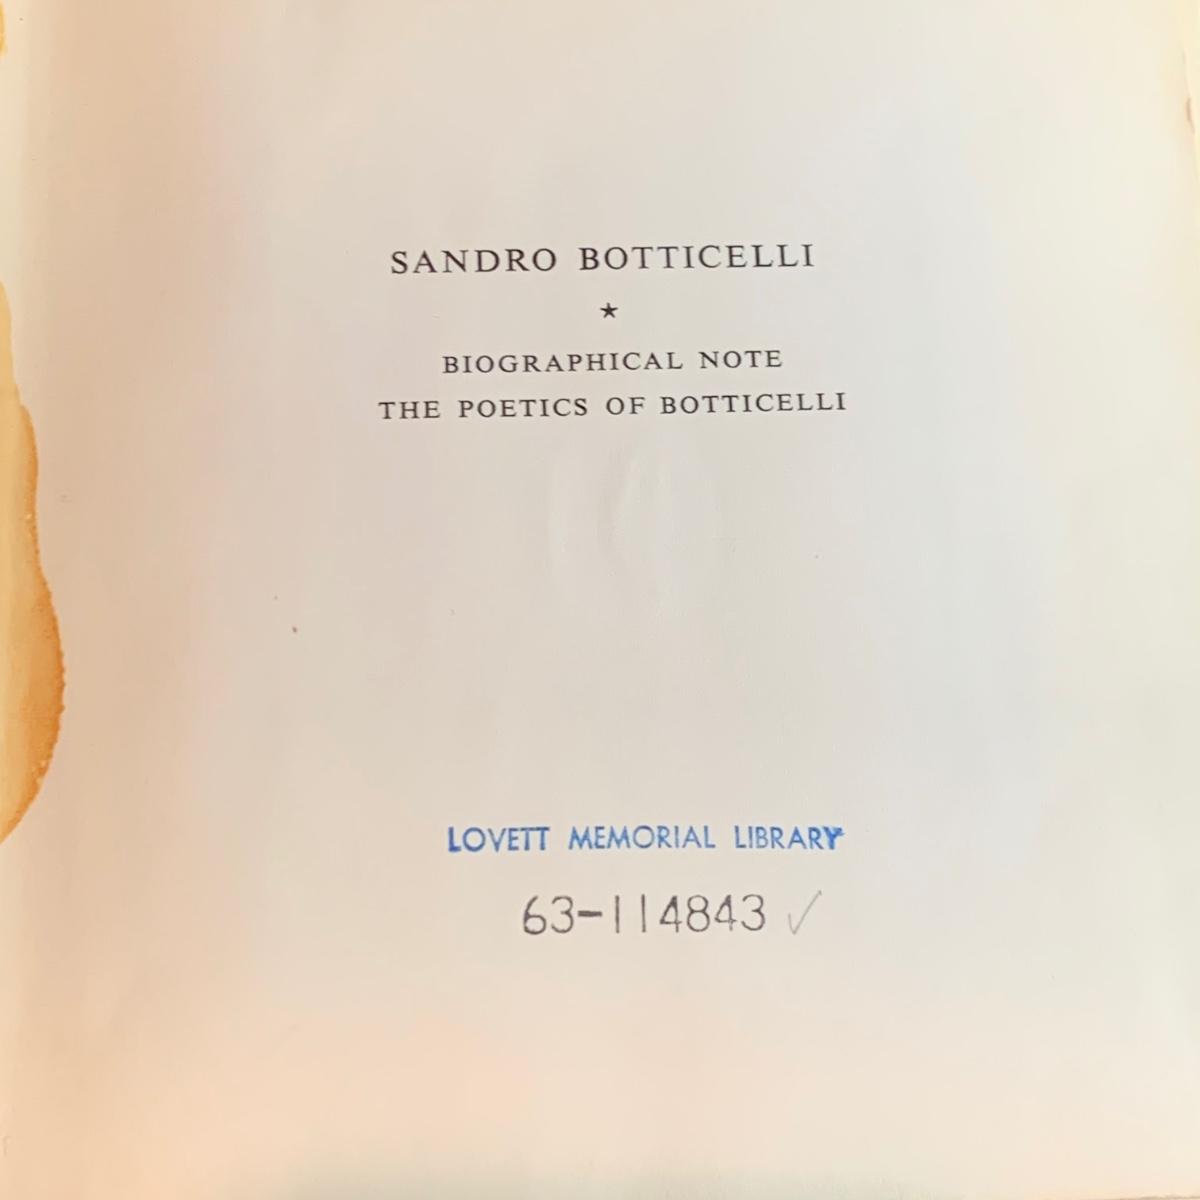 SANDRO BOTTICELLI
★
BIOGRAPHICAL NOTE
THE POETICS OF BOTTICELLI
LOVETT MEMORIAL LIBRARY
63-114843 ✓